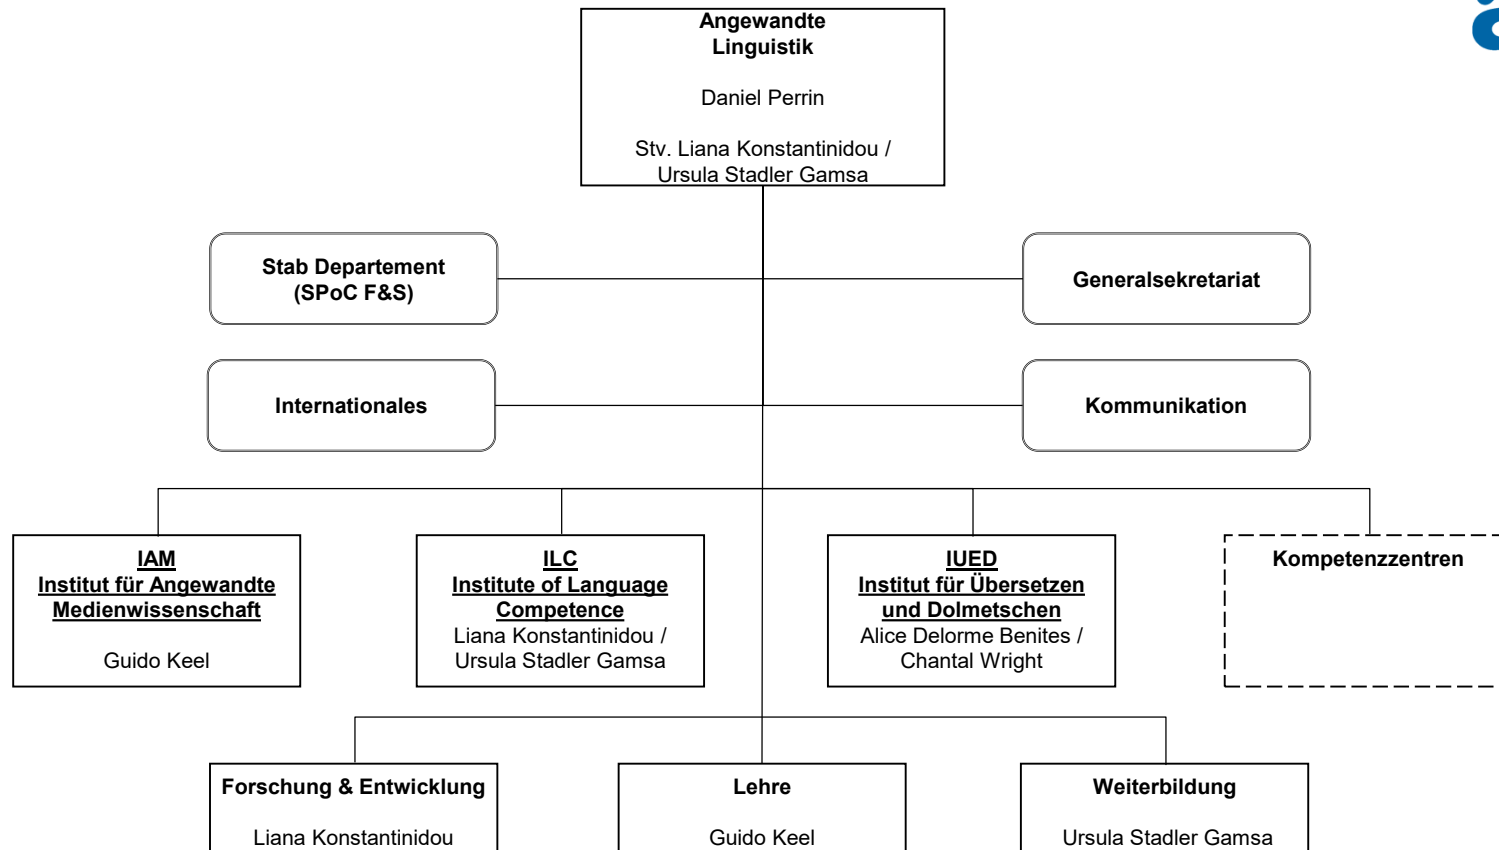 Angewandte
Linguistik
Daniel Perrin
Stv. Liana Konstantinidou /
Ursula Stadler Gamsa
Stab Departement
(SPoC F&S)
Generalsekretariat
Internationales
Kommunikation
IAM
Institut für Angewandte
Medienwissenschaft
Guido Keel
ILC
Institute of Language
Competence
Liana Konstantinidou /
Ursula Stadler Gamsa
IUED
Institut für Übersetzen
und Dolmetschen
Alice Delorme Benites /
Chantal Wright
Kompetenzzentren
Forschung & Entwicklung
Liana Konstantinidou
Lehre
Guido Keel
Weiterbildung
Ursula Stadler Gamsa